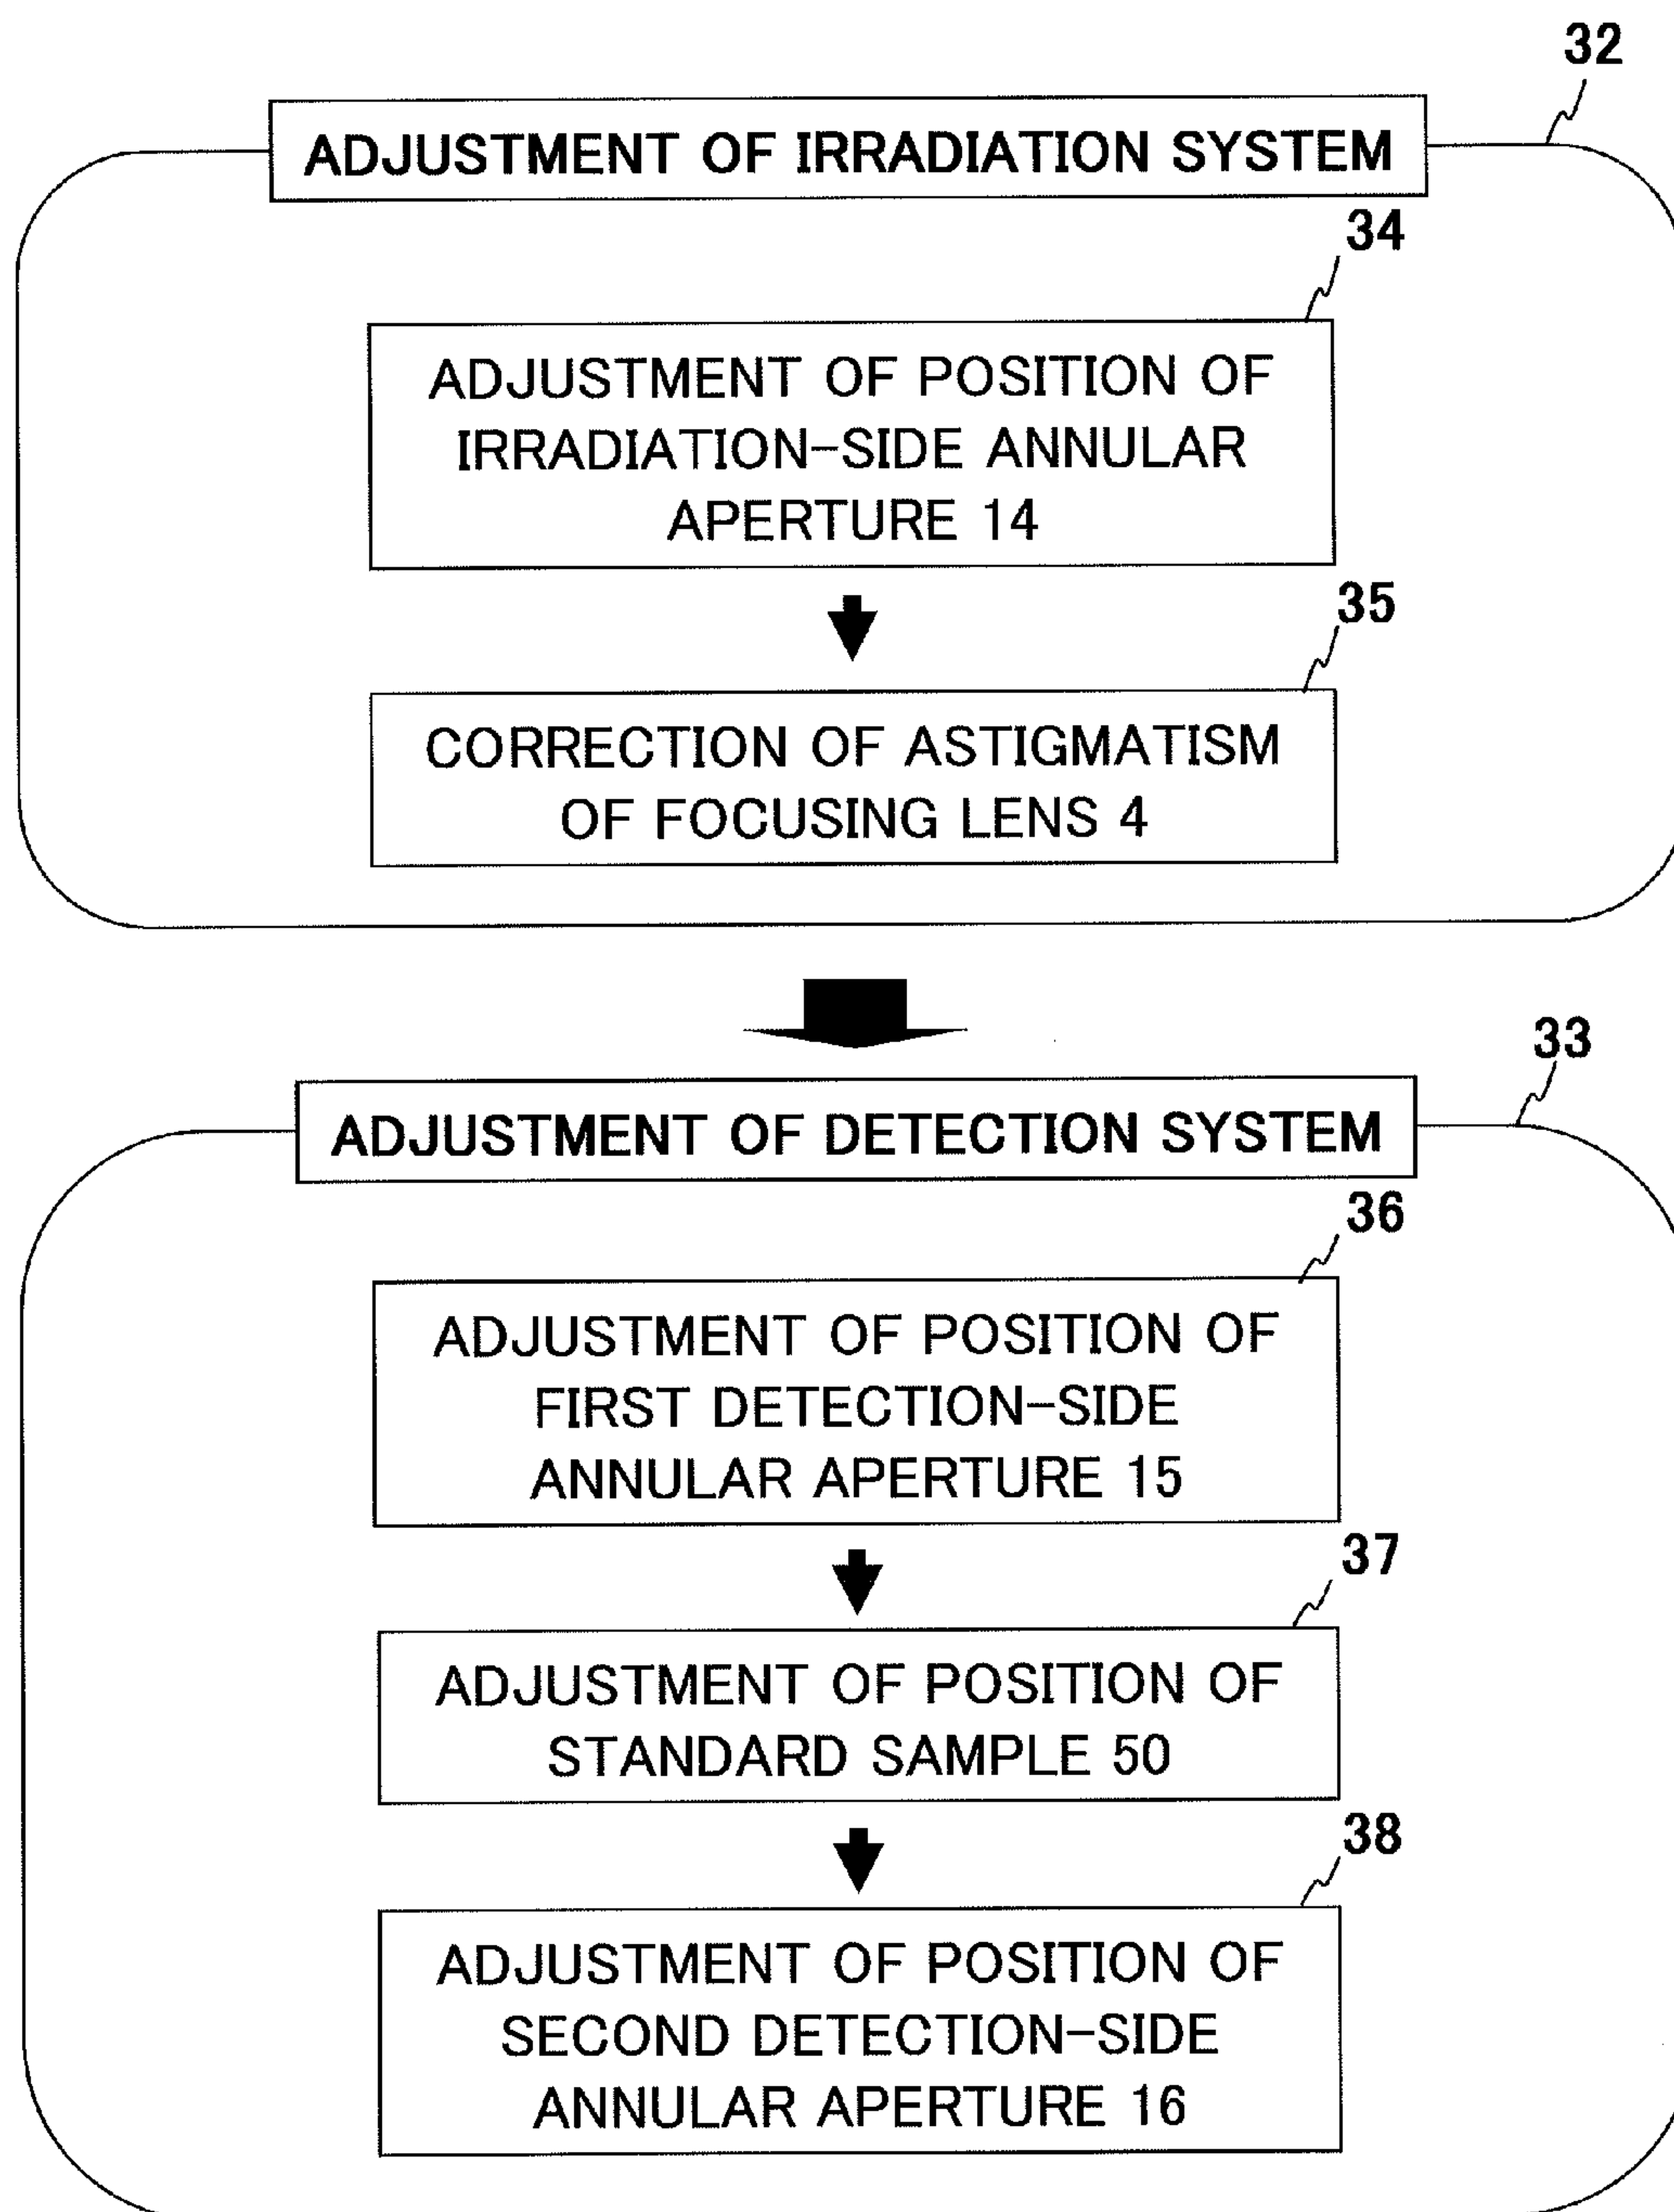 32
ADJUSTMENT OF IRRADIATION SYSTEM
34
ADJUSTMENT OF POSITION OF
IRRADIATION-SIDE ANNULAR
APERTURE 14
35
CORRECTION OF ASTIGMATISM
OF FOCUSING LENS 4
33
ADJUSTMENT OF DETECTION SYSTEM
36
ADJUSTMENT OF POSITION OF
FIRST DETECTION-SIDE
ANNULAR APERTURE 15
37
ADJUSTMENT OF POSITION OF
STANDARD SAMPLE 50
38
ADJUSTMENT OF POSITION OF
SECOND DETECTION-SIDE
ANNULAR APERTURE 16